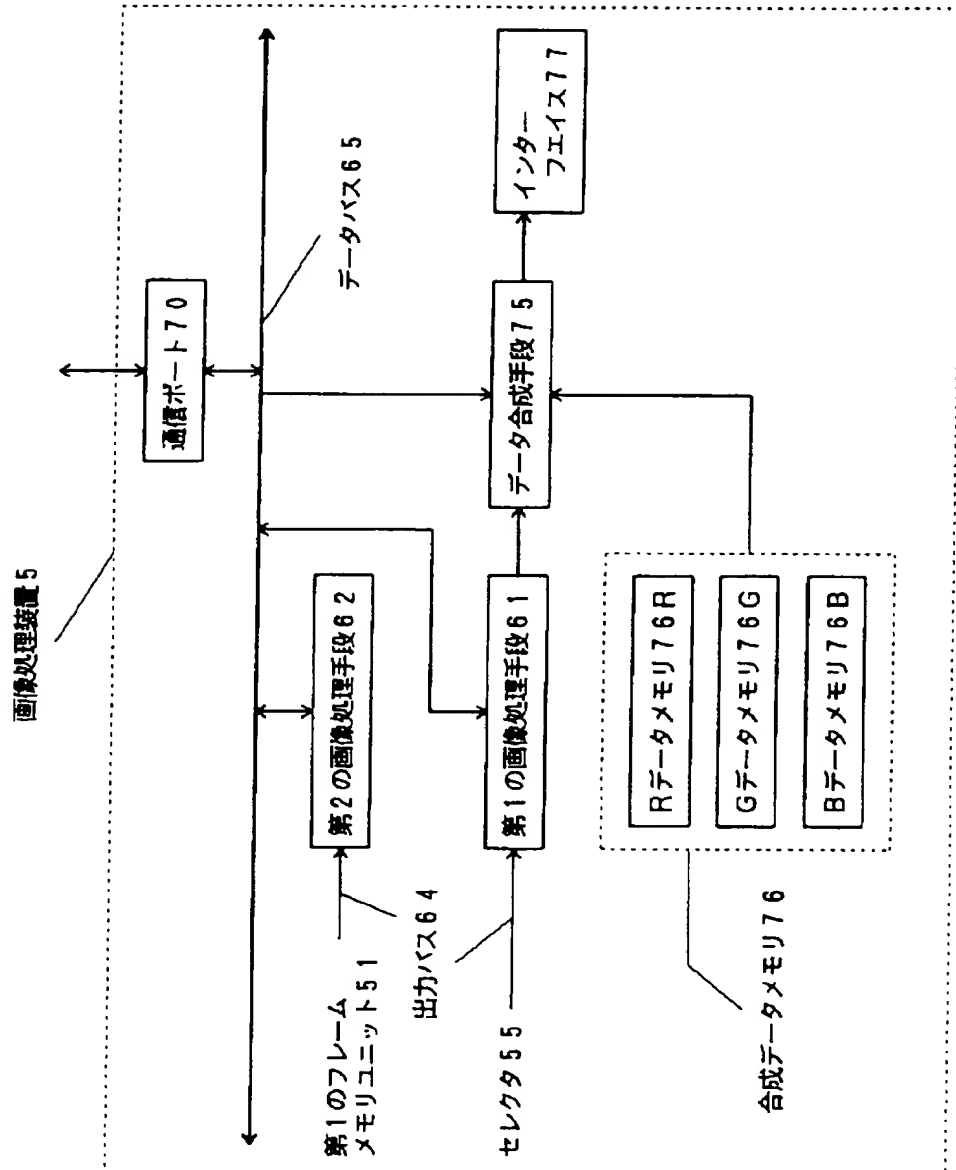 画像処理装置5
通信ポート70
データバス65
第2の画像処理手段62
第1のフレーム
メモリユニット51
出力バス64
セレクタ55
第1の画像処理手段61
データ合成手段75
インター
フエイス77
Rデータメモリ76R
Gデータメモリ76G
Bデータメモリ76B
合成データメモリ76